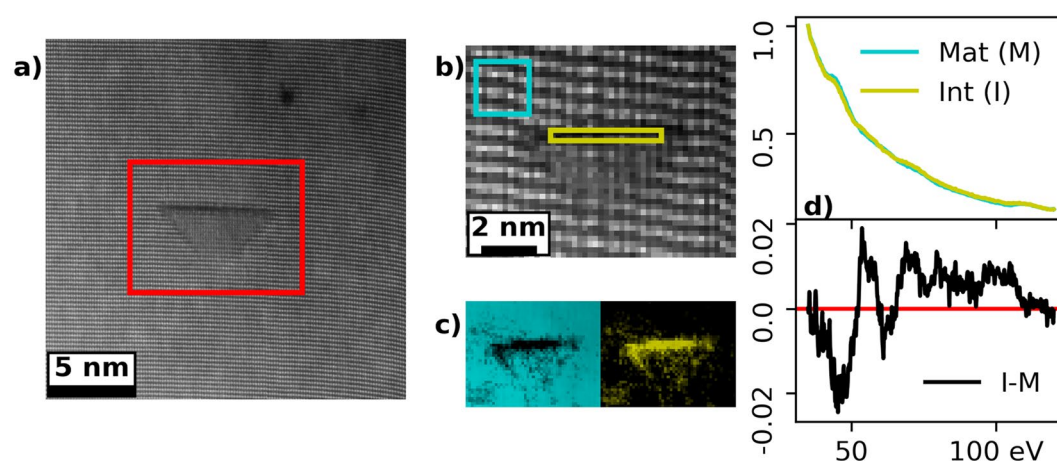 a)
5 nm
b)
2 nm
c)
1.0
0.5
Mat (M)
Int (I)
d)
0.02
0.0
-0.02
I-M
50
100 eV